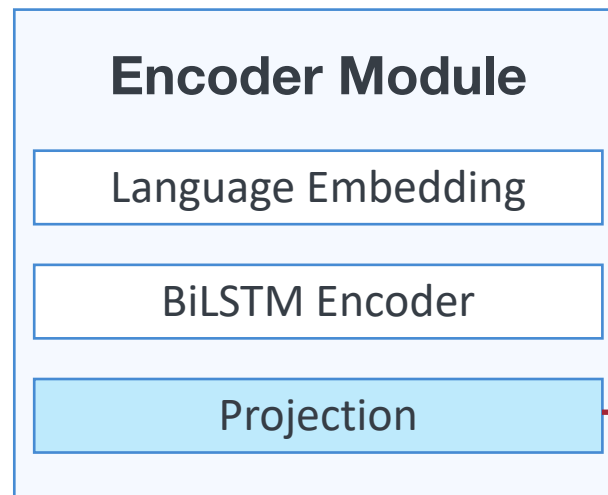 Encoder Module
Language Embedding
BiLSTM Encoder
Projection